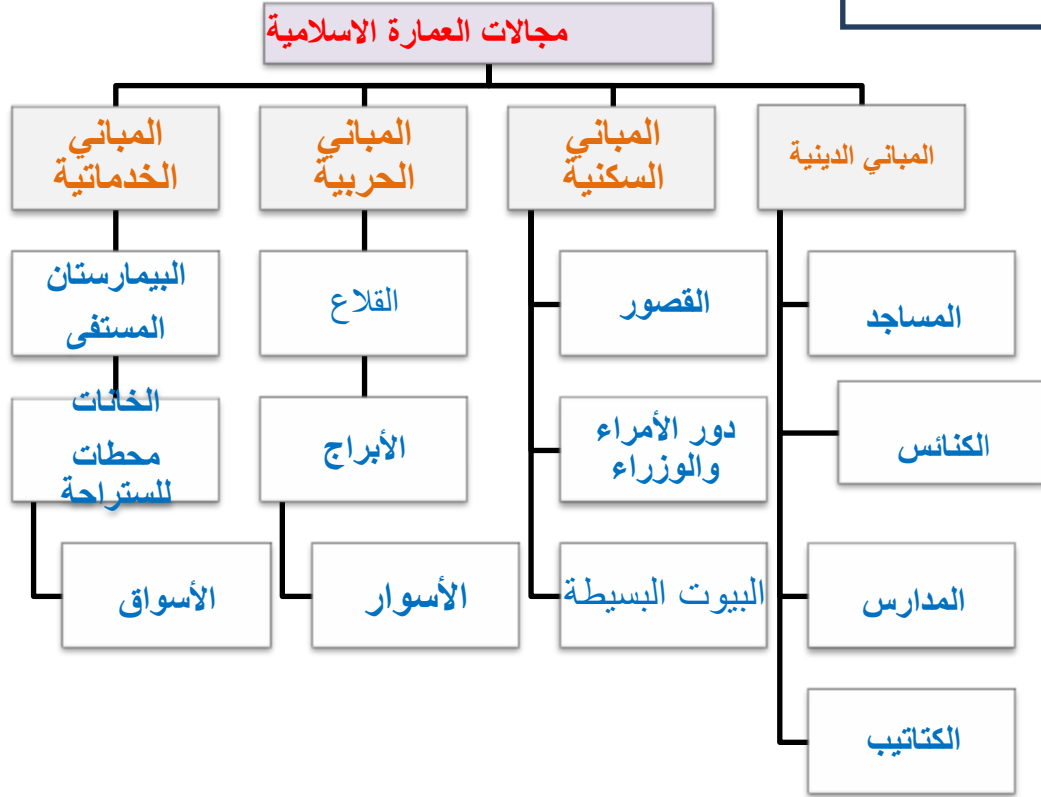 مجالات العمارة الاسلامية
المباني الدينية
المباني
السكنية
المباني
الحربية
المباني
الخدماتية
المساجد
الكنائس
المدارس
الكتاتيب
القصور
دور الأمراء
والوزراء
البيوت البسيطة
القلاع
الأبراج
الأسوار
البيمارستان
المستفى
الخانات
محطات
للستراحة
الأسواق